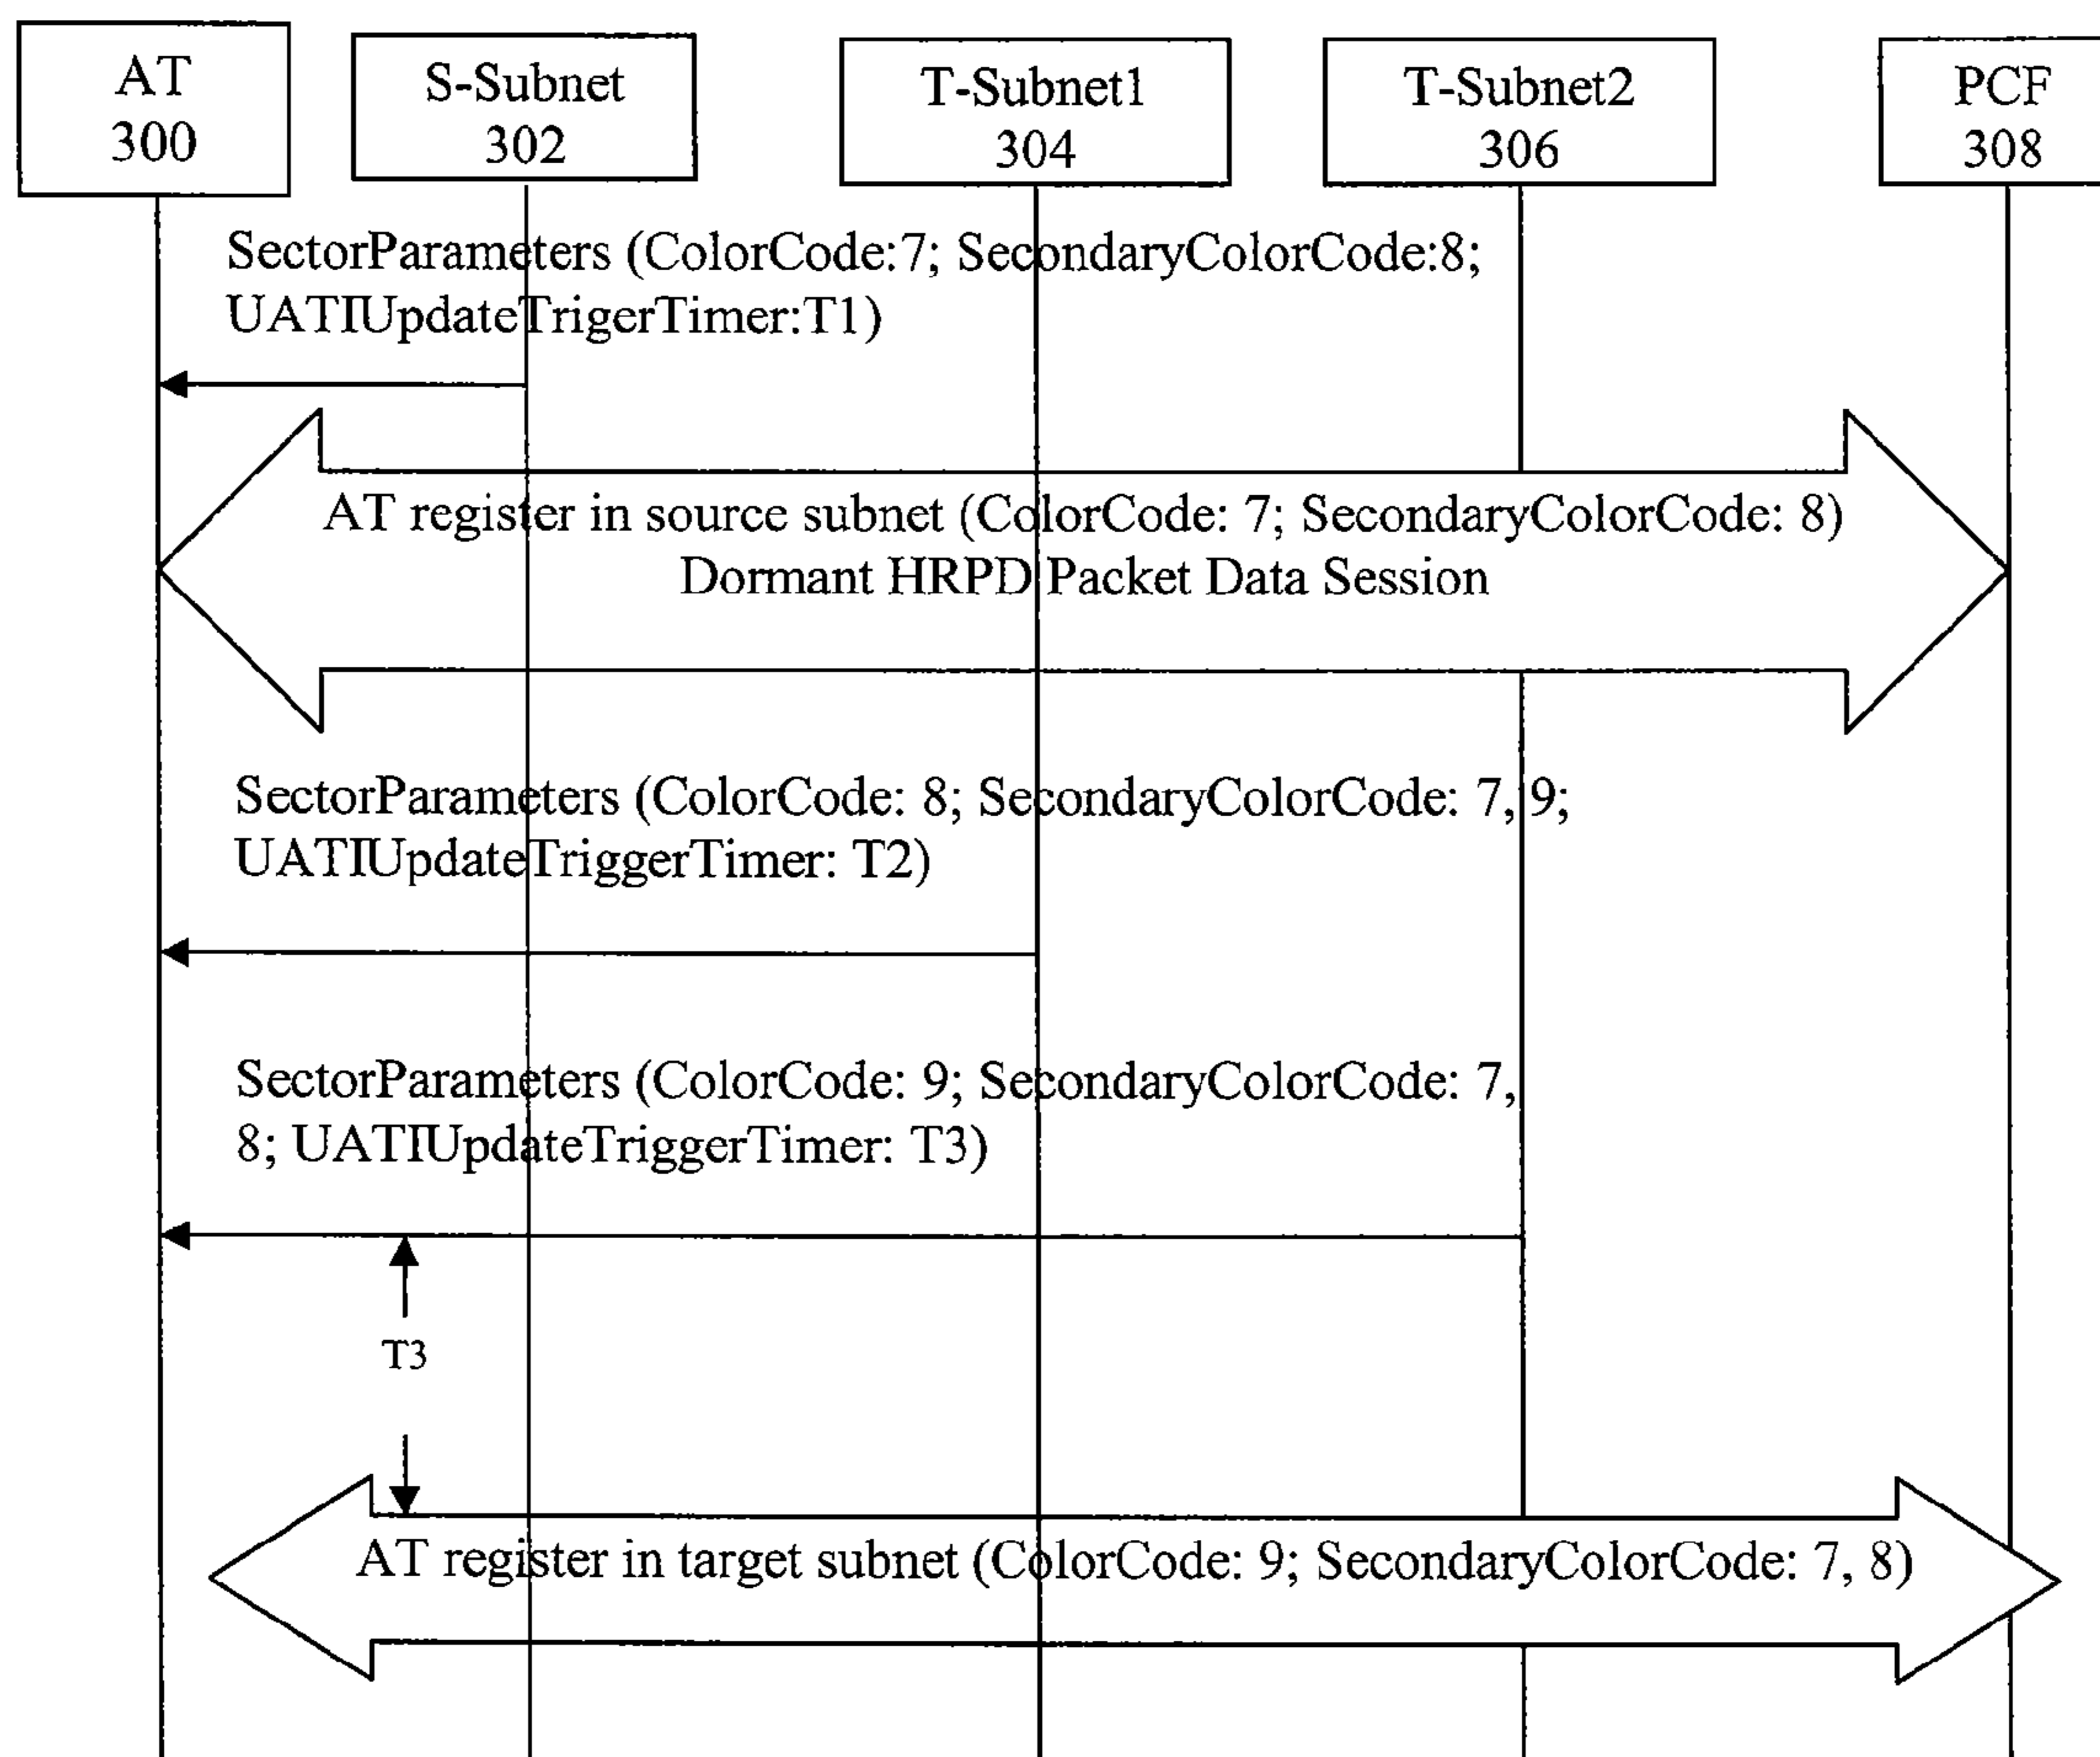 AT
300
S-Subnet
302
T-Subnet1
304
T-Subnet2
306
PCF
308
SectorParameters (ColorCode:7; SecondaryColorCode:8;
UATIUpdateTrigerTimer:T1)
AT register in source subnet (ColorCode: 7; SecondaryColorCode: 8)
Dormant HRPD Packet Data Session
SectorParameters (ColorCode: 8; SecondaryColorCode: 7, 9;
UATIUpdateTriggerTimer: T2)
SectorParameters (ColorCode: 9; SecondaryColorCode: 7,
8; UATIUpdateTriggerTimer: T3)
T3
AT register in target subnet (ColorCode: 9; SecondaryColorCode: 7, 8)